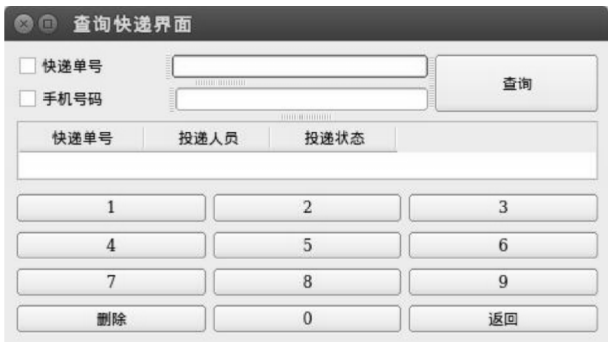 查询快递界面
快递单号
查询
手机号码
快递单号 投递人员 投递状态
1 2 3
4 5 6
7 8 9
删除 0 返回